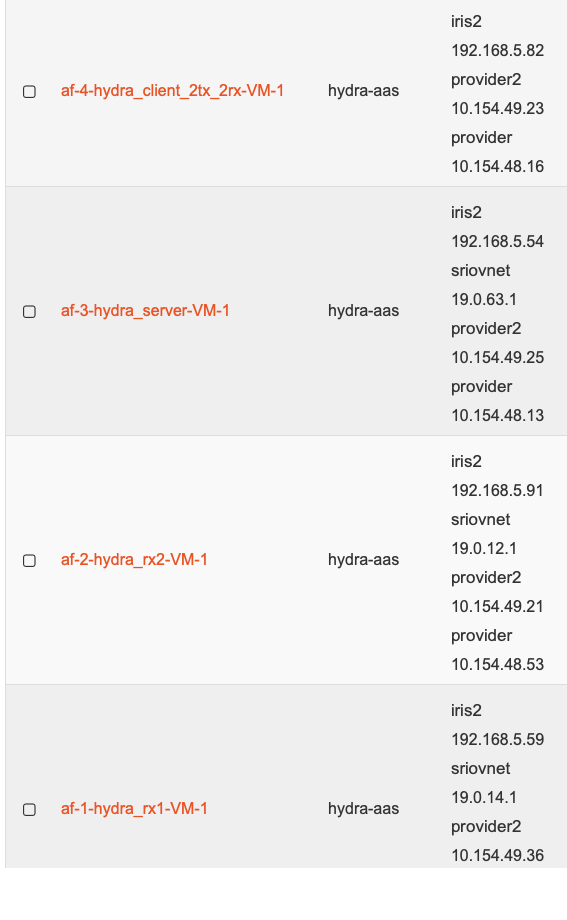 iris2
192.168.5.82
provider2
af-4-hydra_client_2tx_2rx-VM-1 hydra-aas
10.154.49.23
provider
10.154.48.16
iris2
192.168.5.54
sriovnet
19.0.63.1
af-3-hydra_server-VM-1 hydra-aas
provider2
10.154.49.25
provider
10.154.48.13
iris2
192.168.5.91
sriovnet
19.0.12.1
af-2-hydra_rx2-VM-1 hydra-aas
provider2
10.154.49.21
provider
10.154.48.53
iris2
192.168.5.59
sriovnet
19.0.14.1
af-1-hydra_rx1-VM-1 hydra-aas
provider2
10.154.49.36